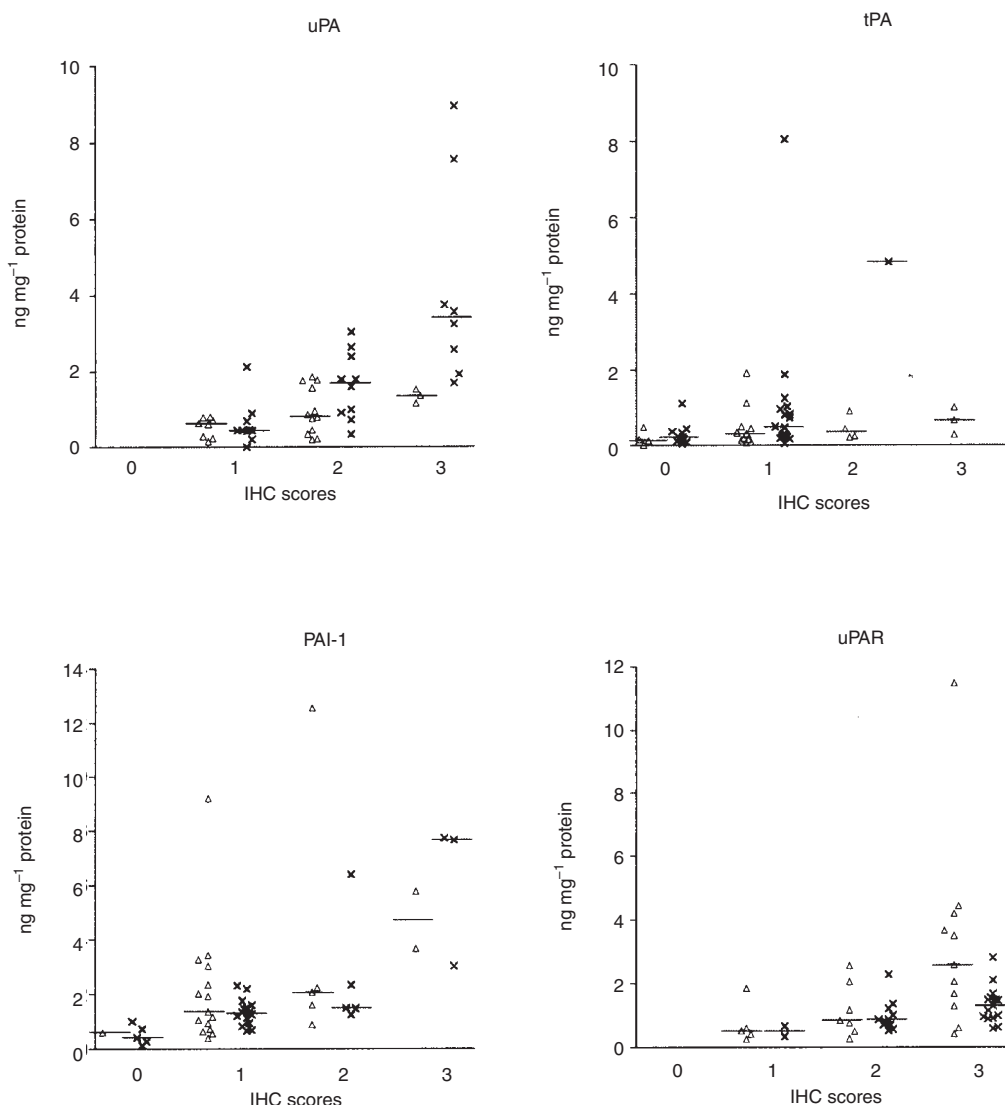 uPA
10
8
6
4
2
0
ng mg⁻¹ protein
0 1 2 3
IHC scores
tPA
10
8
6
4
2
0
ng mg⁻¹ protein
0 1 2 3
IHC scores
PAI-1
14
12
10
8
6
4
2
0
ng mg⁻¹ protein
0 1 2 3
IHC scores
uPAR
12
10
8
6
4
2
0
ng mg⁻¹ protein
0 1 2 3
IHC scores